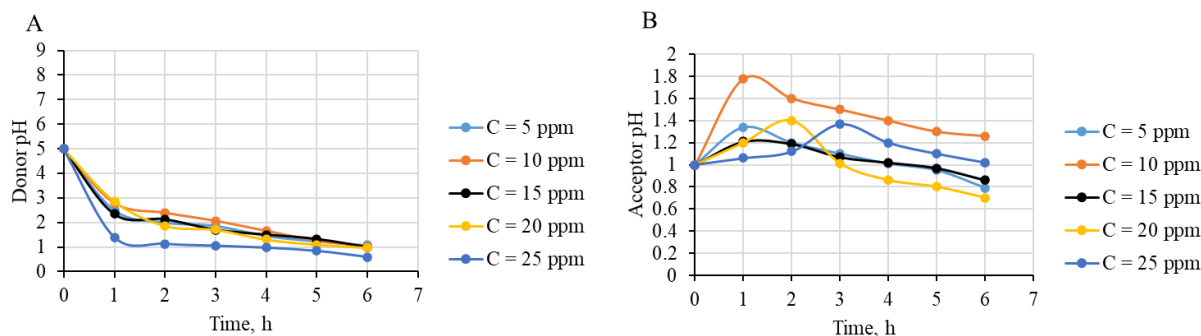 A
Donor pH
9
8
7
6
5
4
3
2
1
0
0 1 2 3 4 5 6 7
Time, h
C = 5 ppm
C = 10 ppm
C = 15 ppm
C = 20 ppm
C = 25 ppm
B
Acceptor pH
2
1.8
1.6
1.4
1.2
1
0.8
0.6
0.4
0.2
0
0 1 2 3 4 5 6 7
Time, h
C = 5 ppm
C = 10 ppm
C = 15 ppm
C = 20 ppm
C = 25 ppm